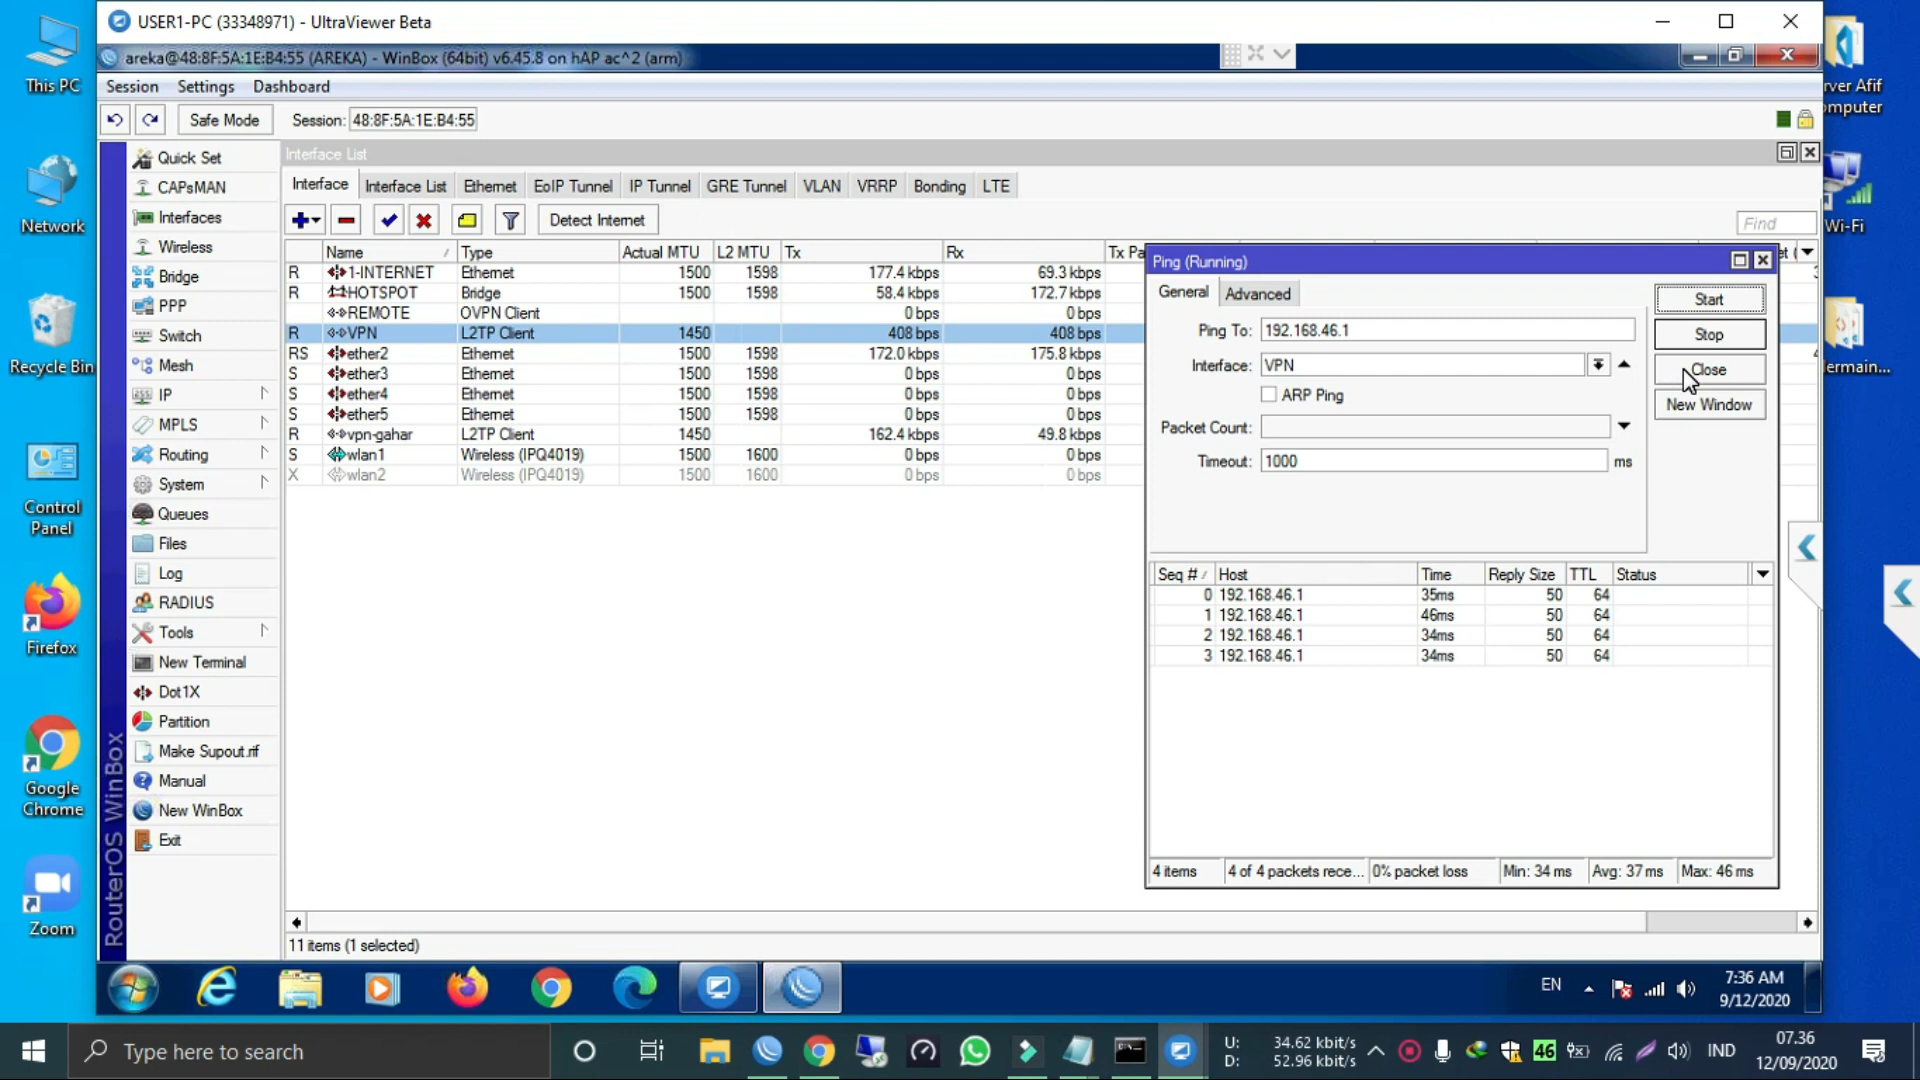 USER1-PC (33348971) - UltraViewer Beta
areka@48:8F:5A:1E:B4:55 (AREKA) - WinBox (64bit) v6.45.8 on hAP ac^2 (arm)
Session Settings Dashboard
Safe Mode Session: 48:8F:5A:1E:B4:55
This PC
Network
Recycle Bin
Control Panel
Firefox
Google Chrome
Zoom
Quick Set
CAPsMAN
Interfaces
Wireless
Bridge
PPP
Switch
Mesh
IP
MPLS
Routing
System
Queues
Files
Log
RADIUS
Tools
New Terminal
Dot1X
Partition
Make Supout.rif
Manual
New WinBox
Exit
RouterOS WinBox
Interface List
Interface Interface List Ethernet EoIP Tunnel IP Tunnel GRE Tunnel VLAN VRRP Bonding LTE
Detect Internet Find
Name Type Actual MTU L2 MTU Tx Rx Tx Pa
R 1-INTERNET Ethernet 1500 1598 177.4 kbps 69.3 kbps
R HOTSPOT Bridge 1500 1598 58.4 kbps 172.7 kbps
REMOTE OVPN Client 0 bps 0 bps
R VPN L2TP Client 1450 408 bps 408 bps
RS ether2 Ethernet 1500 1598 172.0 kbps 175.8 kbps
S ether3 Ethernet 1500 1598 0 bps 0 bps
S ether4 Ethernet 1500 1598 0 bps 0 bps
S ether5 Ethernet 1500 1598 0 bps 0 bps
R vpn-gahar L2TP Client 1450 162.4 kbps 49.8 kbps
S wlan1 Wireless (IPQ4019) 1500 1600 0 bps 0 bps
X wlan2 Wireless (IPQ4019) 1500 1600 0 bps 0 bps
11 items (1 selected)
Ping (Running)
General Advanced
Ping To: 192.168.46.1
Interface: VPN
ARP Ping
Packet Count:
Timeout: 1000 ms
Start
Stop
Close
New Window
Seq # Host Time Reply Size TTL Status
0 192.168.46.1 35ms 50 64
1 192.168.46.1 46ms 50 64
2 192.168.46.1 34ms 50 64
3 192.168.46.1 34ms 50 64
4 items 4 of 4 packets rece... 0% packet loss Min: 34 ms Avg: 37 ms Max: 46 ms
rver Afif
omputer
Wi-Fi
lermain...
EN 7:36 AM
9/12/2020
Type here to search
U: 34.62 kbit/s
D: 52.96 kbit/s
46 IND
07.36
12/09/2020